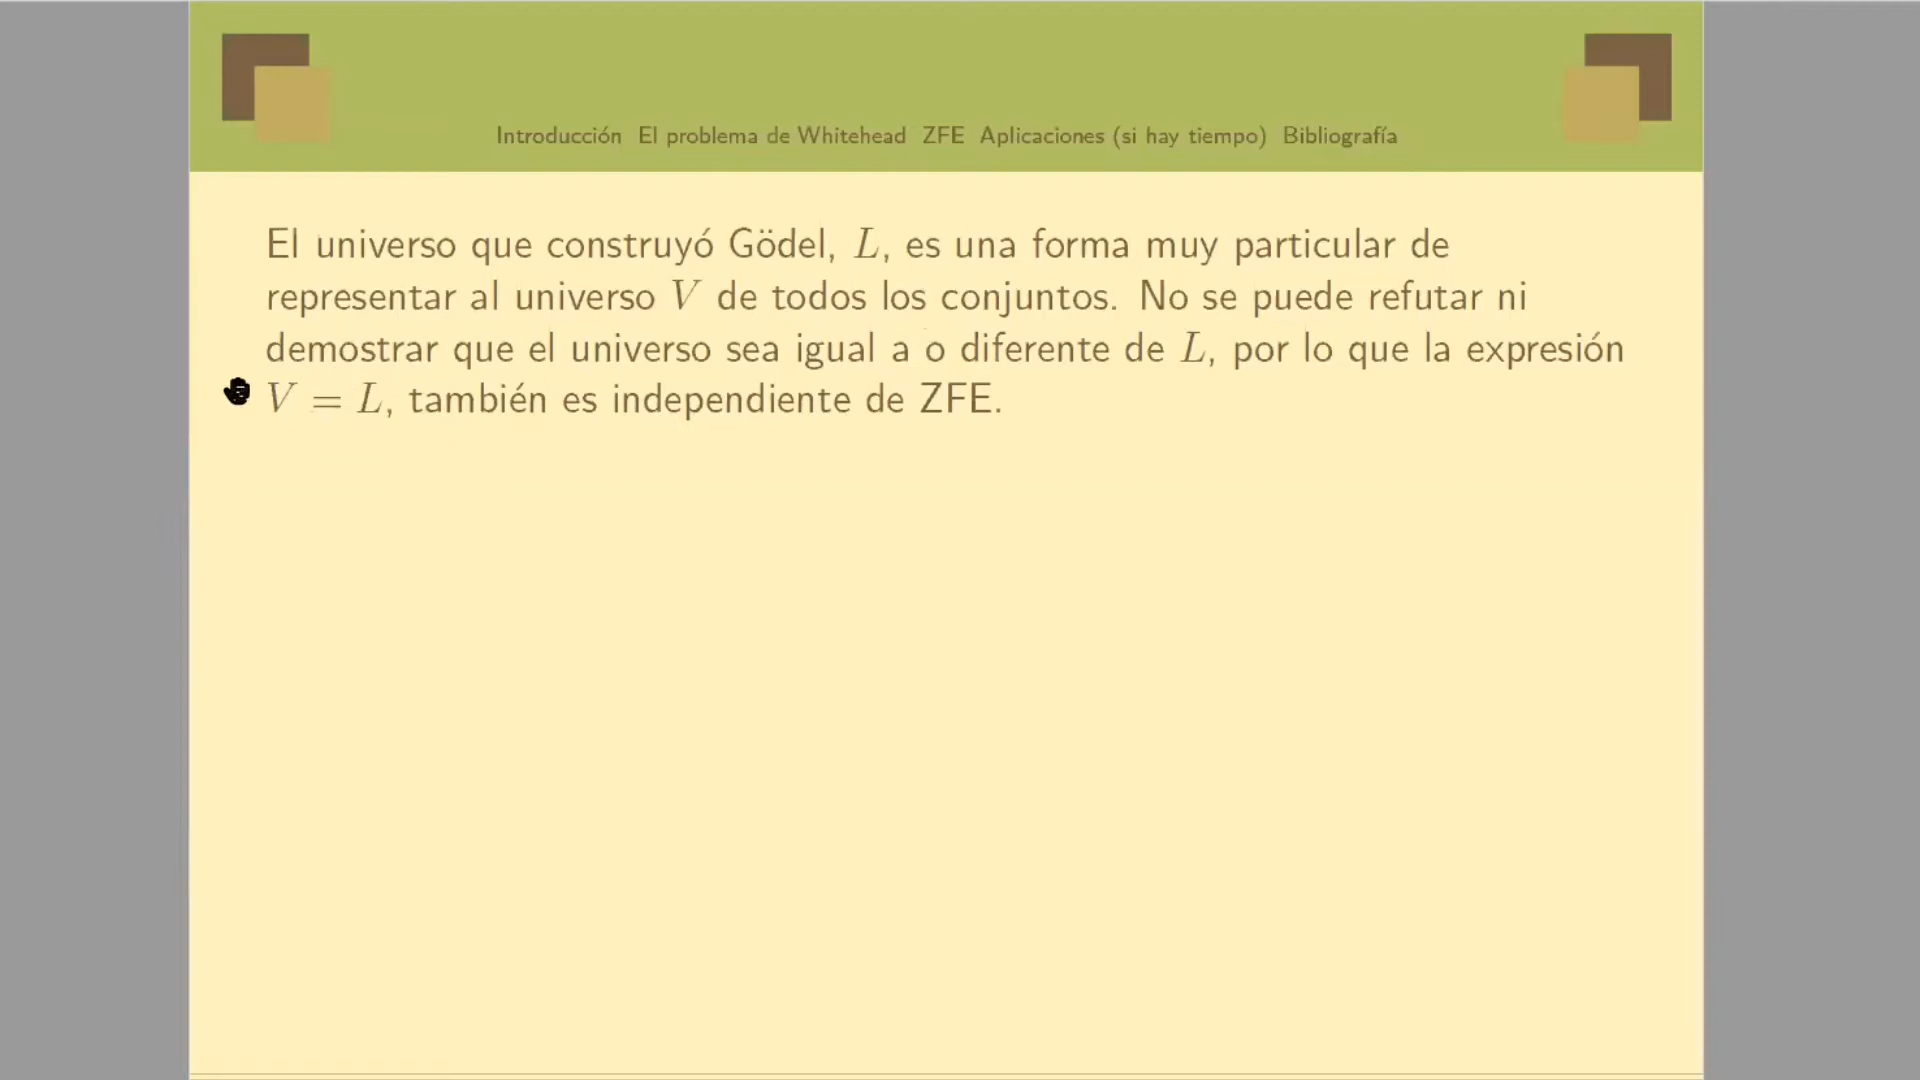 Introducción El problema de Whitehead ZFE Aplicaciones (si hay tiempo) Bibliografía
El universo que construyó Gödel, L, es una forma muy particular de
representar al universo V de todos los conjuntos. No se puede refutar ni
demostrar que el universo sea igual a o diferente de L, por lo que la expresión
V = L, también es independiente de ZFE.